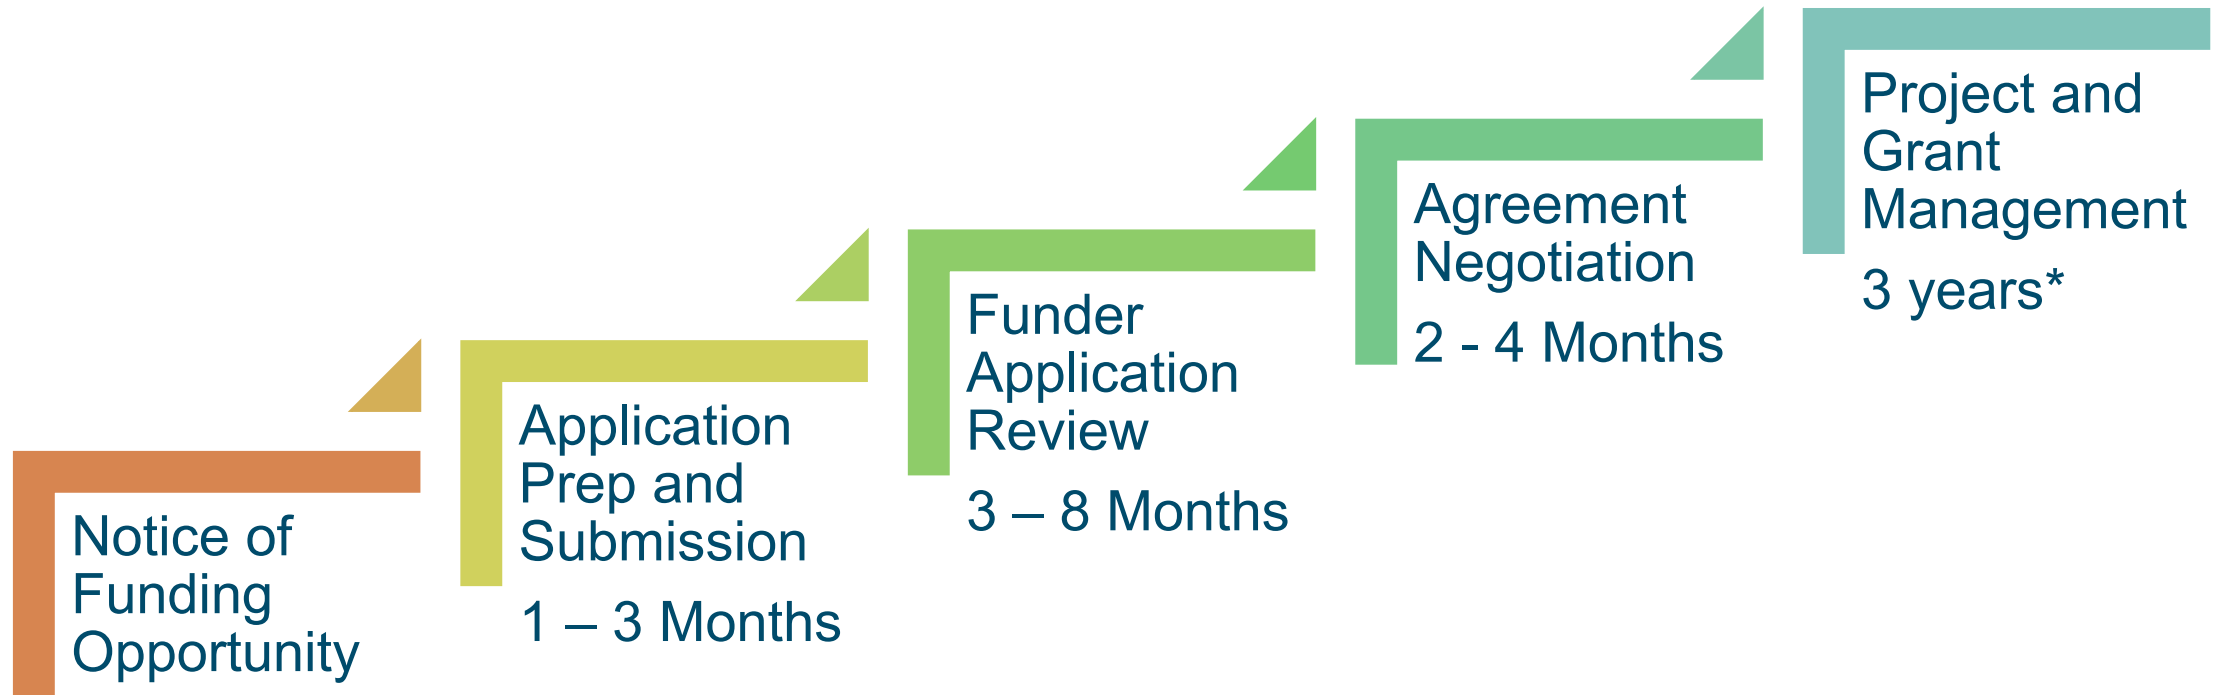 Notice of
Funding
Opportunity
Application
Prep and
Submission
1 – 3 Months
Funder
Application
Review
3 – 8 Months
Agreement
Negotiation
2 - 4 Months
Project and
Grant
Management
3 years*